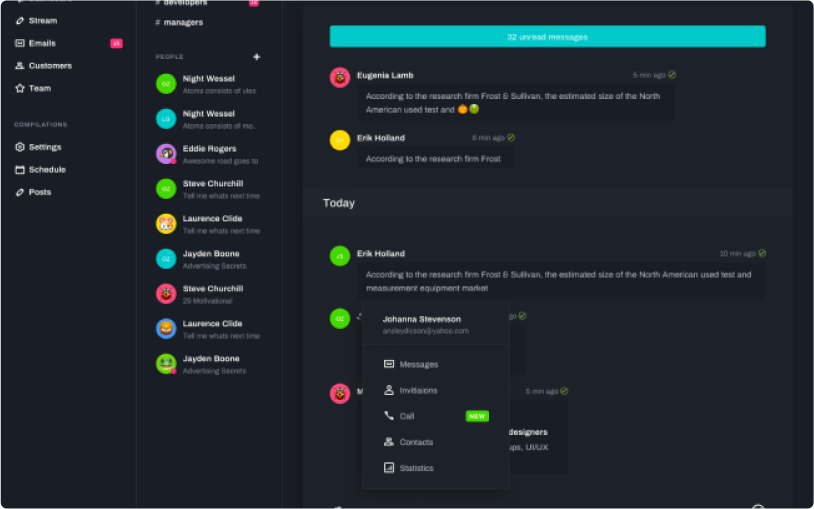 Stream
Emails
Customers
Team
COMPILATIONS
Settings
Schedule
Posts
# developers
# managers
PEOPLE +
OZ
Night Wessel
Atoms consists of ules
LO
Night Wessel
Atoms consists of mo..
Eddie Rogers
Awesome road goes to
OZ
Steve Churchill
Tell me whats next time
Laurence Clide
Tell me whats next time
OZ
Jayden Boone
Advertising Secrets
Steve Churchill
29 Motivational
Laurence Clide
Tell me whats next time
Jayden Boone
Advertising Secrets
32 unread messages
Eugenia Lamb
5 min ago
According to the research firm Frost & Sullivan, the estimated size of the North
American used test and
Erik Holland
6 min ago
According to the research firm Frost
Today
Erik Holland
10 min ago
According to the research firm Frost & Sullivan, the estimated size of the North American used test and
measurement equipment market
OZ
Johanna Stevenson
ansleydicson@yahoo.com
Messages
Invitiaions
Call NEW
Contacts
Statistics
5 min ago
designers
UI/UX